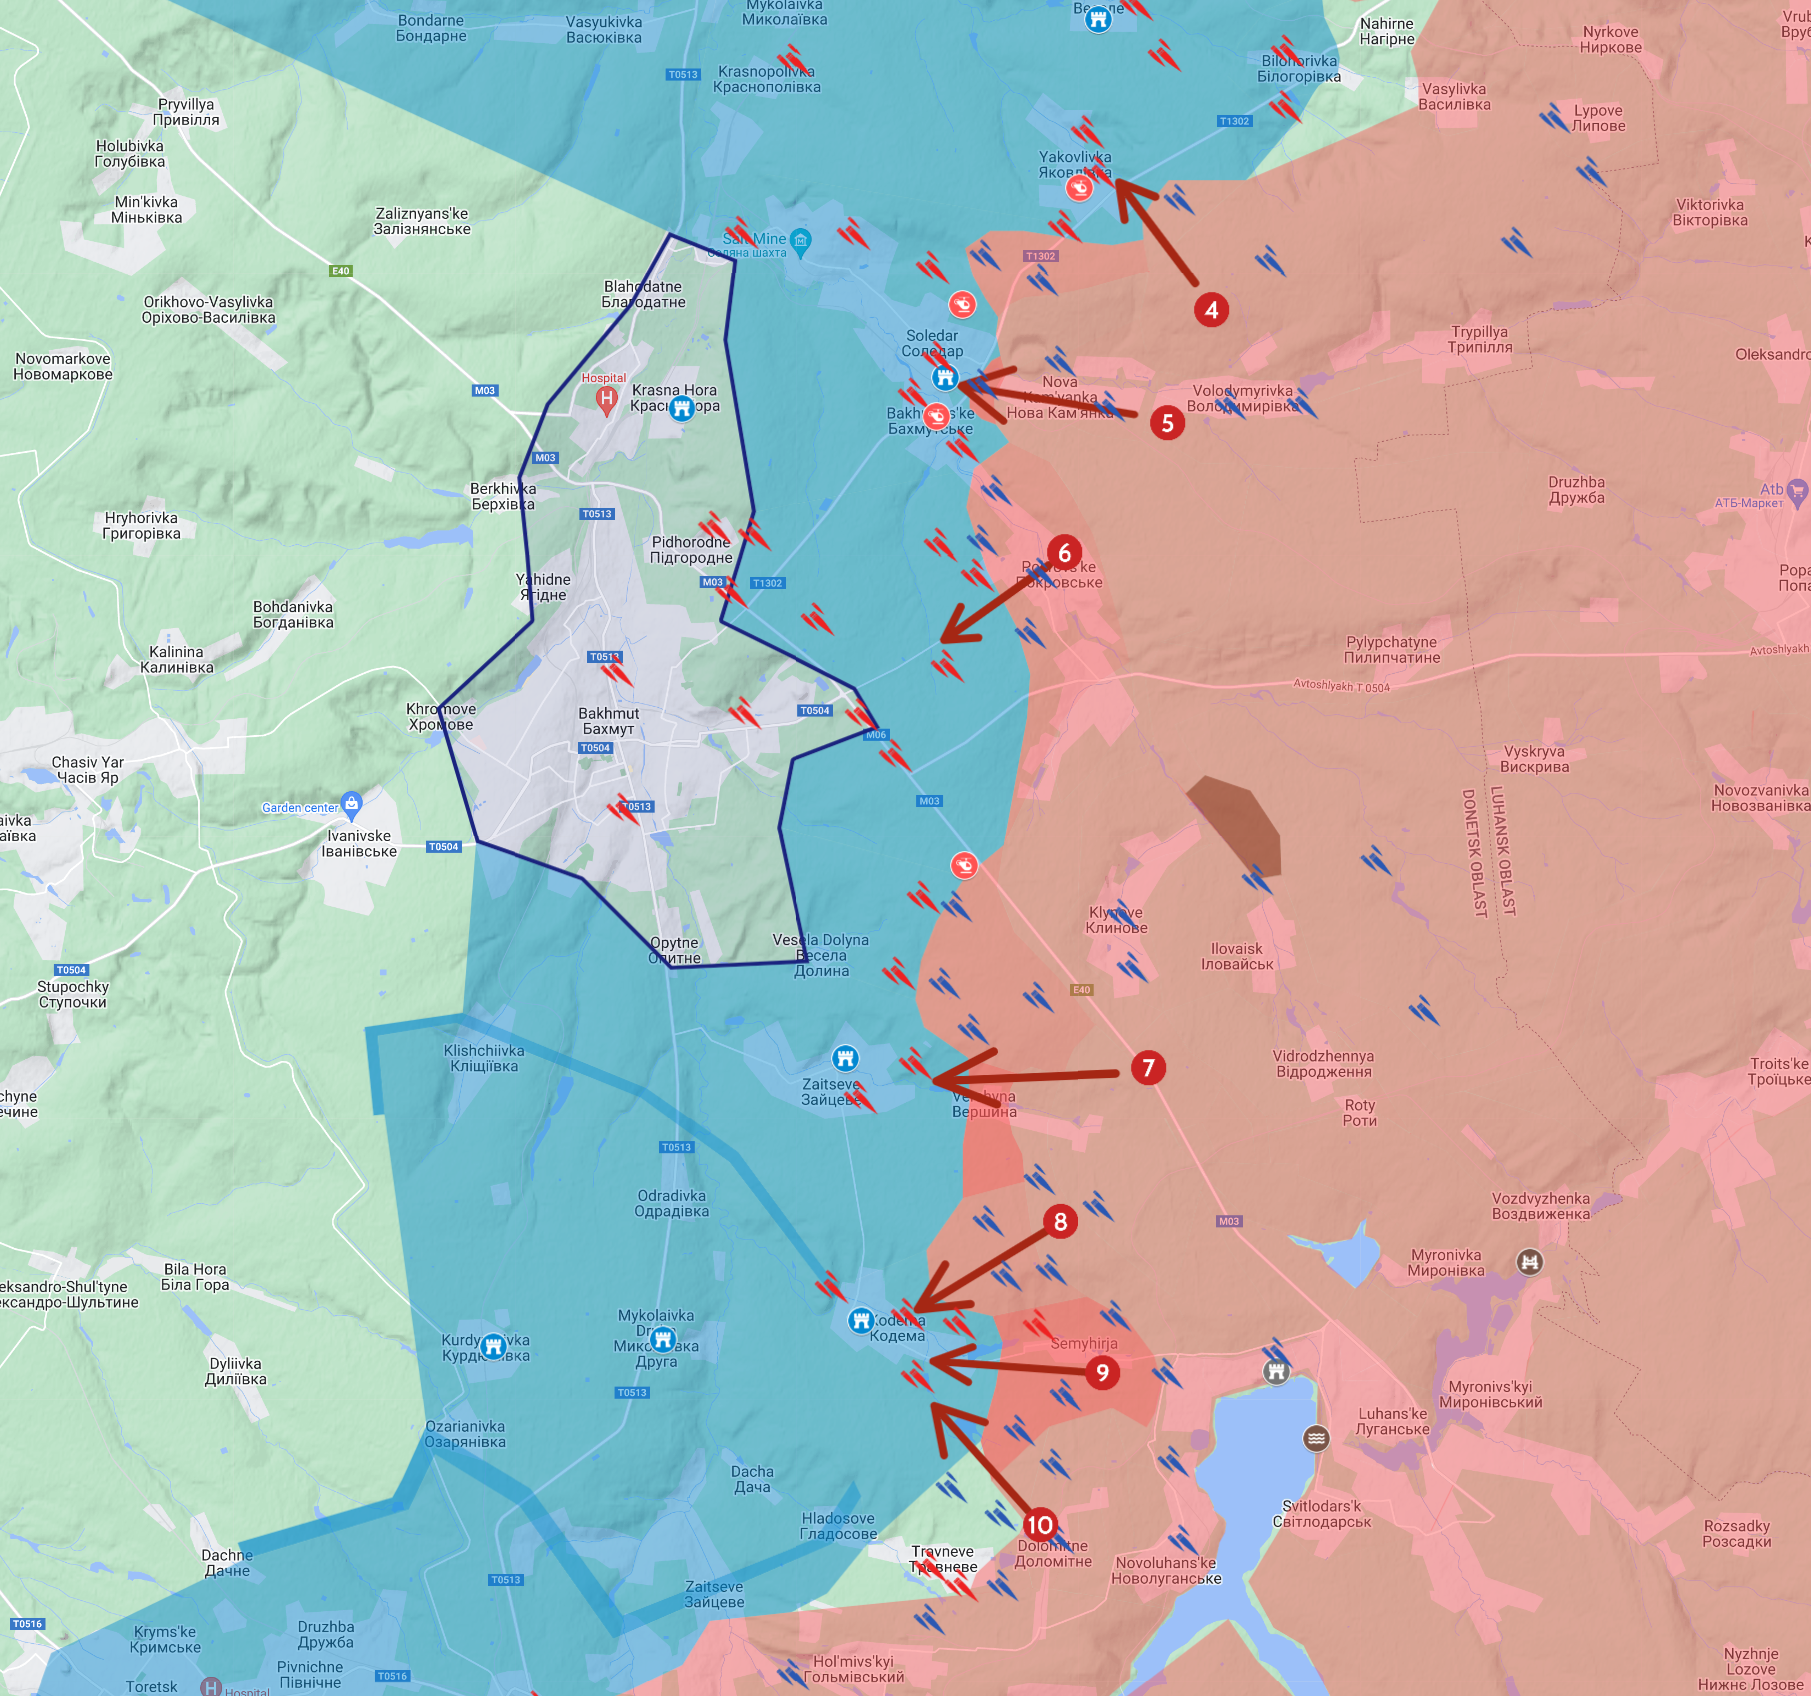 Bondarne
Бондарне
Vasyukivka
Васюківка
Mykolaivka
Миколаївка
Nahirne
Нагірне
Nyrkove
Ниркове
Krasnopolivka
Краснополівка
T0513
Bilohorivka
Білогорівка
Vasylivka
Василівка
Lypove
Липове
Pryvillya
Привілля
T1302
Holubivka
Голубівка
Yakovlivka
Яковлівка
Min'kivka
Міньківка
Zaliznyans'ke
Залізнянське
Viktorivka
Вікторівка
4
Salt Mine
Соляна шахта
E40
T1302
Blahodatne
Благодатне
Orikhovo-Vasylivka
Оріхово-Василівка
Soledar
Соледар
Trypillya
Трипілля
Oleksandro
Novomarkove
Новомаркове
Hospital
H
M03
Krasna Hora
Красна Гора
Nova
Kam'yanka
Нова Кам'янка
Volodymyrivka
Володимирівка
5
Bakhmuts'ke
Бахмутське
M03
Berkhivka
Берхівка
Druzhba
Дружба
Atb
АТБ-Маркет
Hryhorivka
Григорівка
T0513
Pidhorodne
Підгородне
6
Pokrovs'ke
Покровське
M03
T1302
Yahidne
Ягідне
Popa
Попа
Bohdanivka
Богданівка
Kalinina
Калинівка
T0513
Pylypchatyne
Пилипчатине
Avtoshlyakh
Avtoshlyakh T 0504
Khromove
Хромове
Bakhmut
Бахмут
T0504
T0504
M06
Chasiv Yar
Часів Яр
Vyskryva
Вискрива
Novozvanivka
Новозванівка
DONETSK OBLAST
LUHANSK OBLAST
Garden center
T0513
M03
Ivanivske
Іванівське
T0504
Klynove
Клинове
Ilovaisk
Іловайськ
Opytne
Опитне
Vesela Dolyna
Весела
Долина
T0504
Stupochky
Ступочки
E40
Klishchiivka
Кліщіївка
Zaitseve
Зайцеве
7
Vershyna
Вершина
Vidrodzhennya
Відродження
Troits'ke
Троїцьке
Roty
Роти
T0513
Odradivka
Одрадівка
Vozdvyzhenka
Воздвиженка
8
M03
Myronivka
Миронівка
Bila Hora
Біла Гора
eksandro-Shul'tyne
ксандро-Шультине
Mykolaivka
Druha
Миколаївка
Друга
Kodema
Кодема
Kurdyumivka
Курдюмівка
Semyhirja
9
Dyliivka
Диліївка
T0513
Myronivs'kyi
Миронівський
Luhans'ke
Луганське
Ozarianivka
Озарянівка
Dacha
Дача
Hladosove
Гладосове
10
Svitlodars'k
Світлодарськ
Rozsadky
Розсадки
Dachne
Дачне
Travneve
Травневе
Dolomitne
Доломітне
Novoluhans'ke
Новолуганське
T0513
Zaitseve
Зайцеве
T0516
Kryms'ke
Кримське
Druzhba
Дружба
Pivnichne
Північне
T0516
Hol'mivs'kyi
Гольмівський
Nyzhnje
Lozove
Нижнє Лозове
Toretsk
H
Hospital